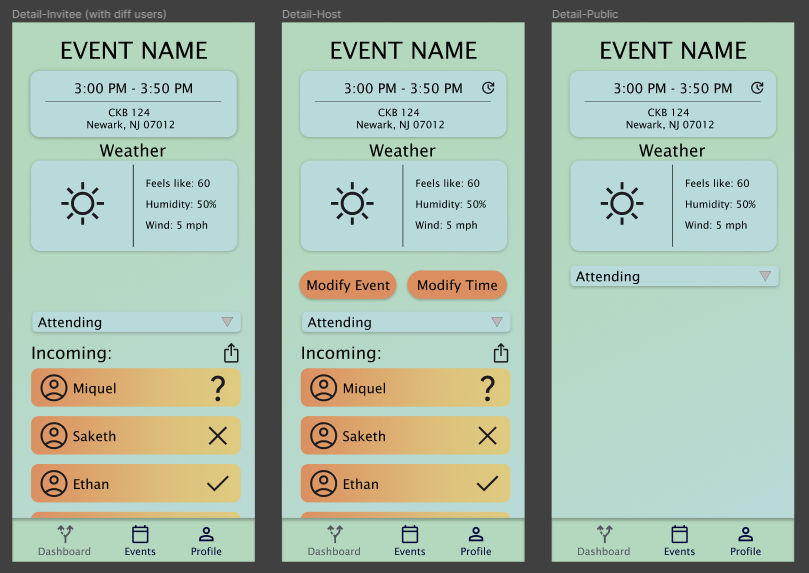 Detail-Invitee (with diff users)
EVENT NAME
3:00 PM - 3:50 PM
CKB 124
Newark, NJ 07012
Weather
Feels like: 60
Humidity: 50%
Wind: 5 mph
Attending
Incoming:
Miquel
?
Saketh
Ethan
Dashboard
Events
Profile
Detail-Host
EVENT NAME
3:00 PM - 3:50 PM
CKB 124
Newark, NJ 07012
Weather
Feels like: 60
Humidity: 50%
Wind: 5 mph
Modify Event
Modify Time
Attending
Incoming:
Miquel
?
Saketh
Ethan
Dashboard
Events
Profile
Detail-Public
EVENT NAME
3:00 PM - 3:50 PM
CKB 124
Newark, NJ 07012
Weather
Feels like: 60
Humidity: 50%
Wind: 5 mph
Attending
Dashboard
Events
Profile